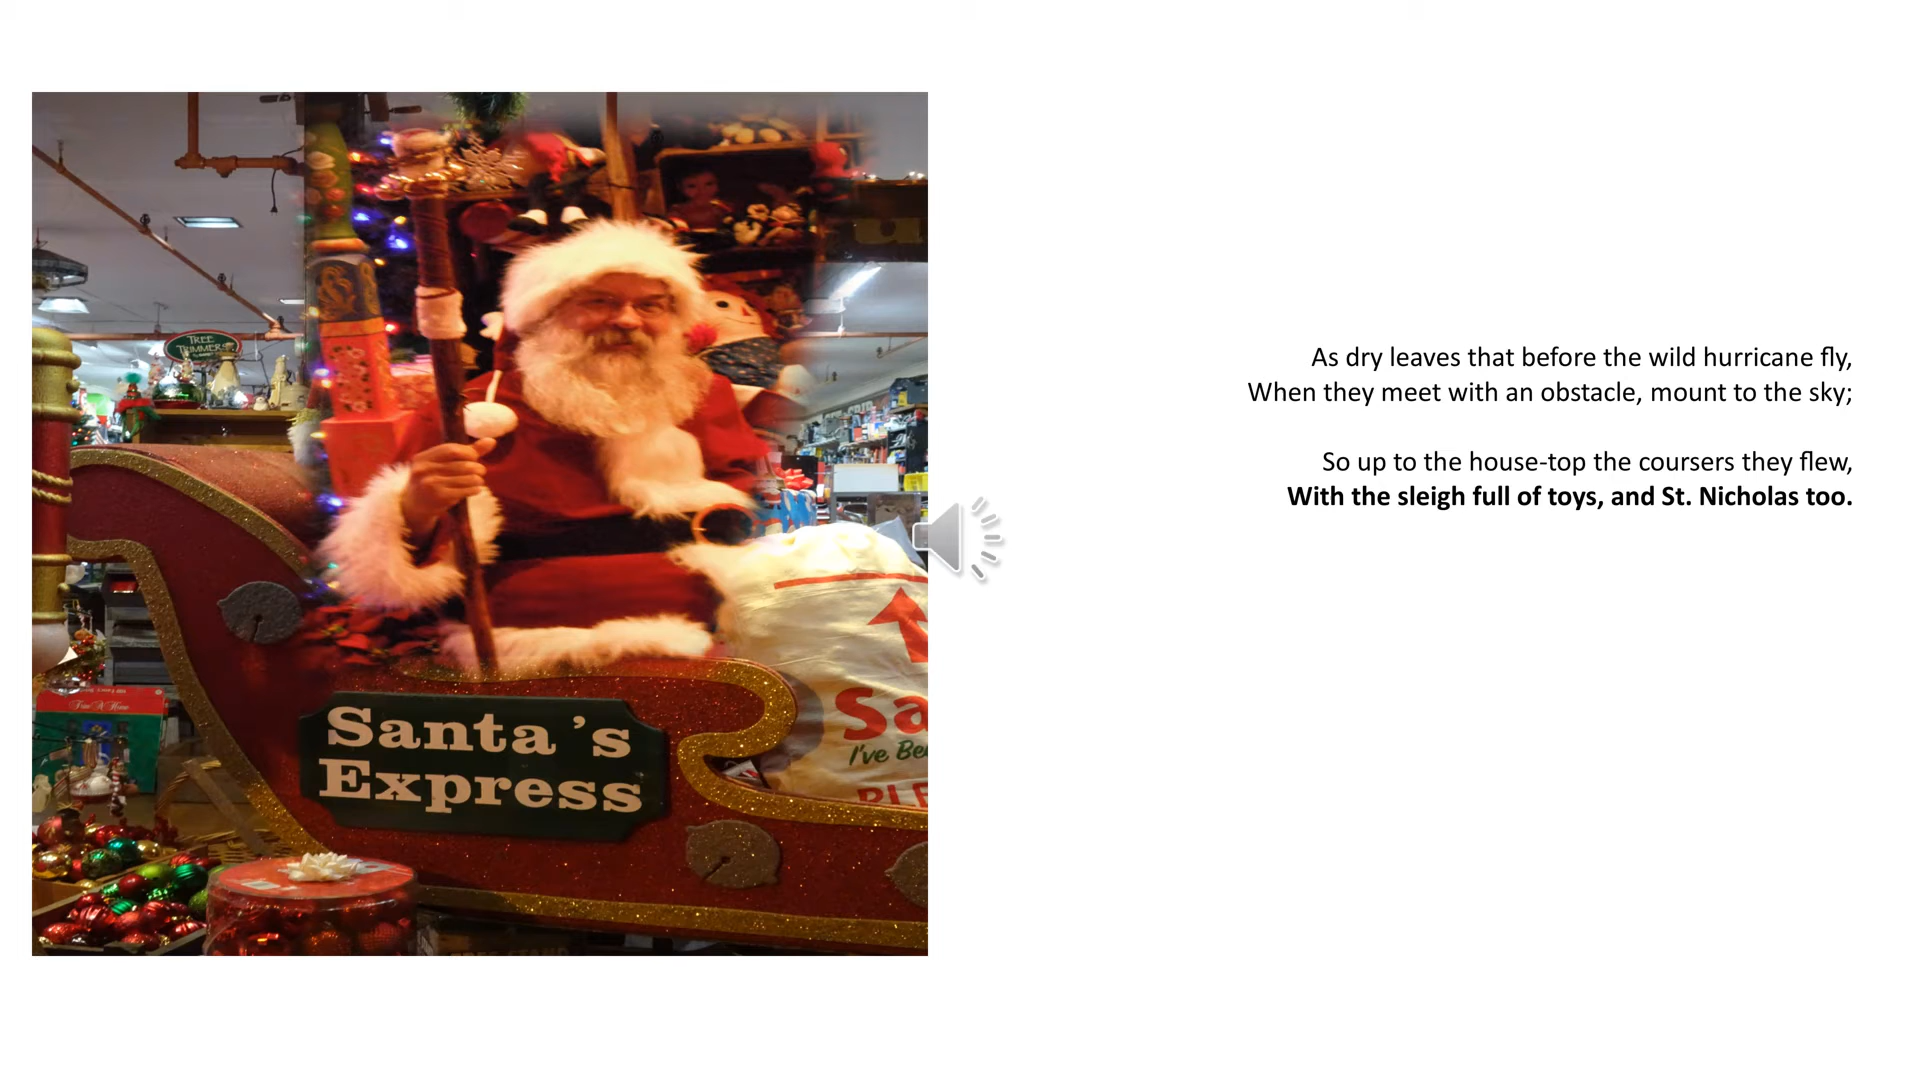 TREE
TRIMMERS
Santa's
Express
Sa
I've Be
As dry leaves that before the wild hurricane fly,
When they meet with an obstacle, mount to the sky;
So up to the house-top the coursers they flew,
With the sleigh full of toys, and St. Nicholas too.